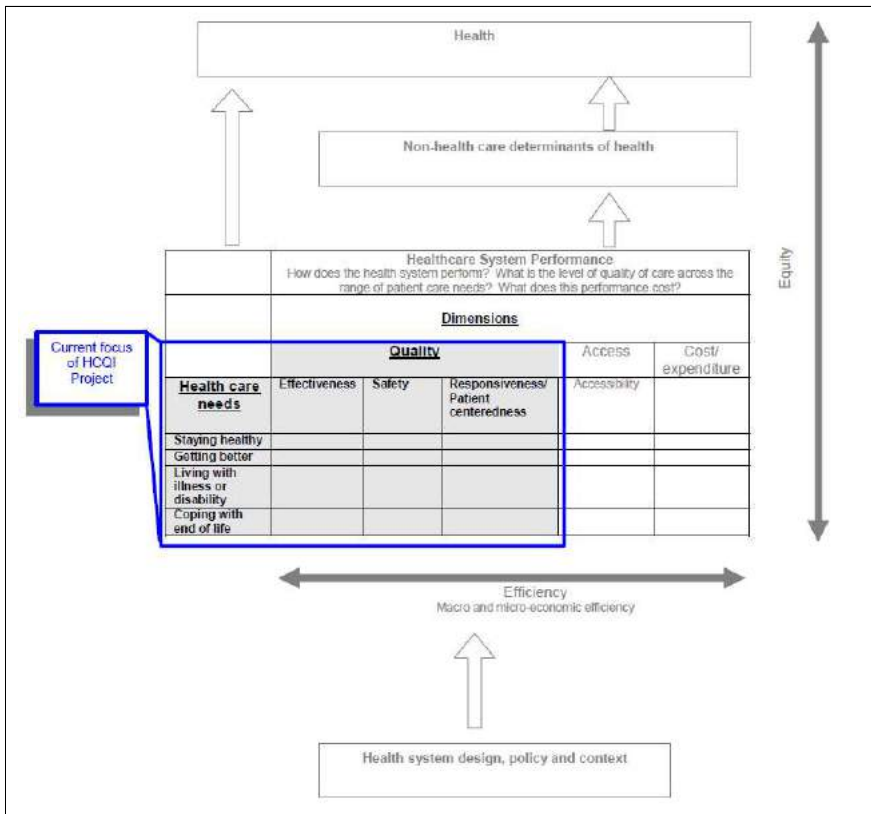 Health
Non-health care determinants of health
Healthcare System Performance
How does the health system perform? What is the level of quality of care across the
range of patient care needs? What does this performance cost?
Dimensions
Current focus
of HCQI
Project
Quality
Access
Cost/
expenditure
Health care
needs
Effectiveness
Safety
Responsiveness/
Patient
centeredness
Accessibility
Staying healthy
Getting better
Living with
illness or
disability
Coping with
end of life
Equity
Efficiency
Macro and micro-economic efficiency
Health system design, policy and context